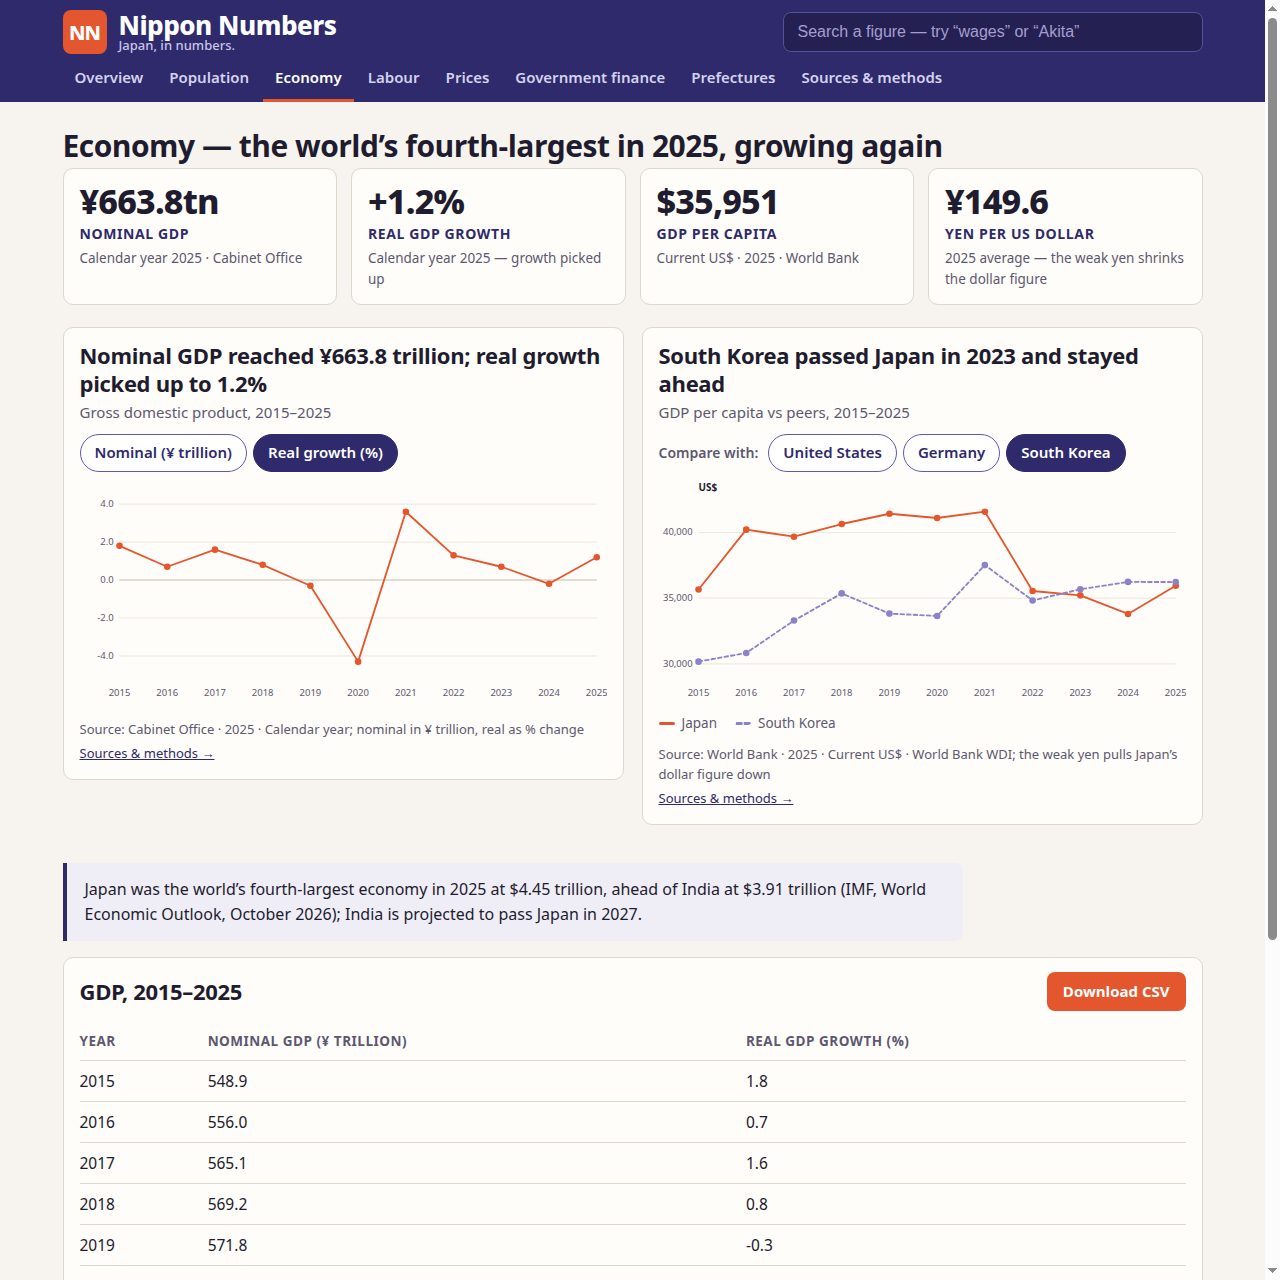 NN
Nippon Numbers
Japan, in numbers.
Search a figure — try “wages” or “Akita”
Overview Population Economy Labour Prices Government finance Prefectures Sources & methods
Economy — the world’s fourth-largest in 2025, growing again
¥663.8tn
NOMINAL GDP
Calendar year 2025 · Cabinet Office
+1.2%
REAL GDP GROWTH
Calendar year 2025 — growth picked
up
$35,951
GDP PER CAPITA
Current US$ · 2025 · World Bank
¥149.6
YEN PER US DOLLAR
2025 average — the weak yen shrinks
the dollar figure
Nominal GDP reached ¥663.8 trillion; real growth
picked up to 1.2%
Gross domestic product, 2015–2025
Nominal (¥ trillion) Real growth (%)
4.0
2.0
0.0
-2.0
-4.0
2015 2016 2017 2018 2019 2020 2021 2022 2023 2024 2025
Source: Cabinet Office · 2025 · Calendar year; nominal in ¥ trillion, real as % change
Sources & methods →
South Korea passed Japan in 2023 and stayed
ahead
GDP per capita vs peers, 2015–2025
Compare with: United States Germany South Korea
US$
40,000
35,000
30,000
2015 2016 2017 2018 2019 2020 2021 2022 2023 2024 2025
Japan South Korea
Source: World Bank · 2025 · Current US$ · World Bank WDI; the weak yen pulls Japan’s
dollar figure down
Sources & methods →
Japan was the world’s fourth-largest economy in 2025 at $4.45 trillion, ahead of India at $3.91 trillion (IMF, World
Economic Outlook, October 2026); India is projected to pass Japan in 2027.
GDP, 2015–2025
Download CSV
YEAR NOMINAL GDP (¥ TRILLION) REAL GDP GROWTH (%)
2015 548.9 1.8
2016 556.0 0.7
2017 565.1 1.6
2018 569.2 0.8
2019 571.8 -0.3